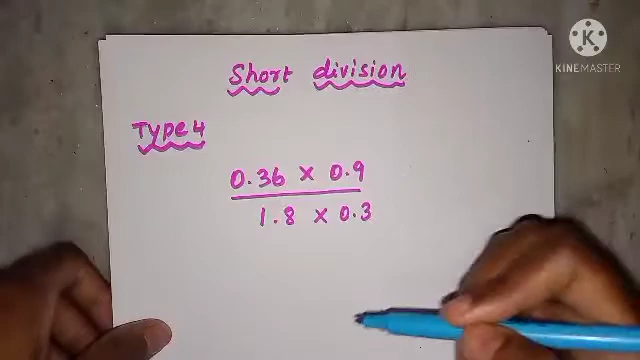 K
KINEMASTER
Short division
Type 4
0.36 × 0.9
1.8 × 0.3